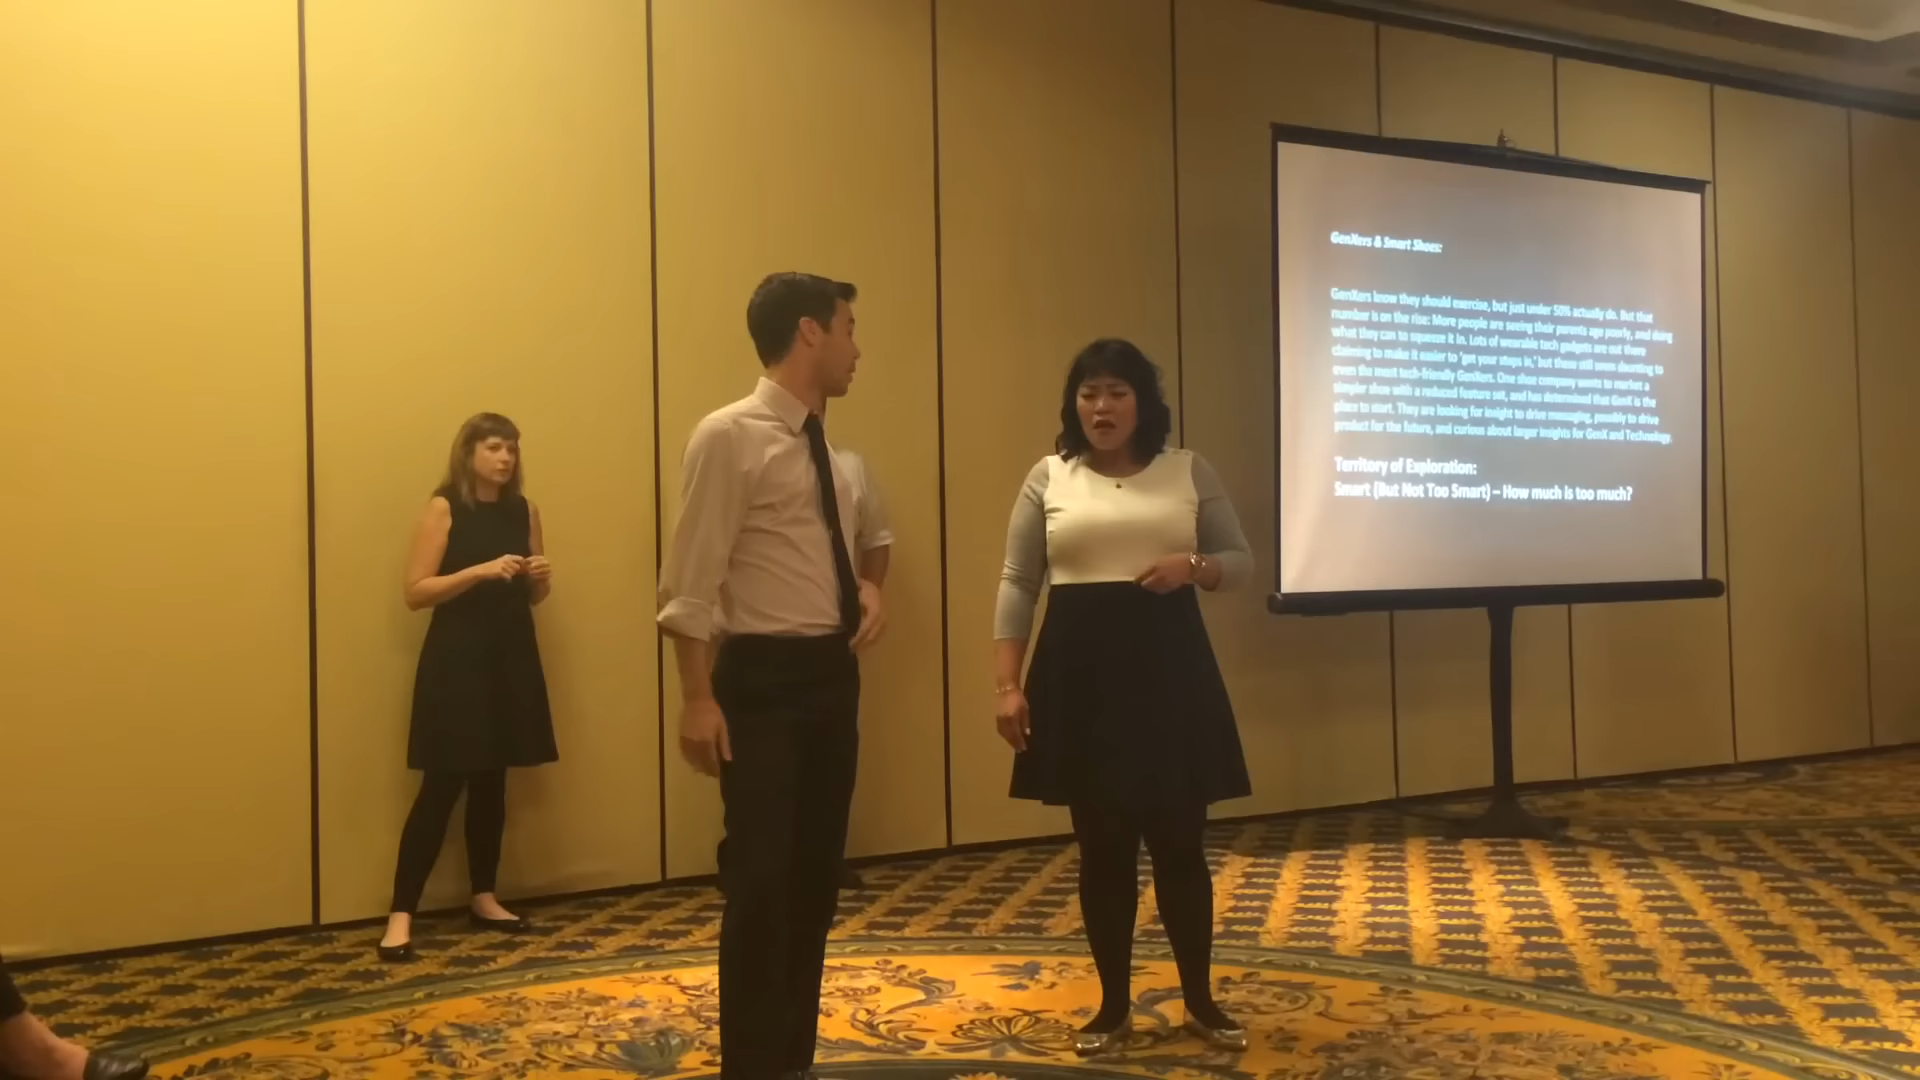 GenXers & Smart Shoes:
GenXers know they should exercise, but just under 50% actually do. But that
number is on the rise: More people are seeing their parents age poorly, and doing
what they can to squeeze it in. Lots of wearable tech gadgets are out there
claiming to make it easier to 'get your steps in,' but these still seem daunting to
even the most tech-friendly GenXers. One shoe company wants to market a
simpler shoe with a reduced feature set, and has determined that GenX is the
place to start. They are looking for insight to drive messaging, possibly to drive
product for the future, and curious about larger insights for GenX and Technology.
Territory of Exploration:
Smart (But Not Too Smart) – How much is too much?